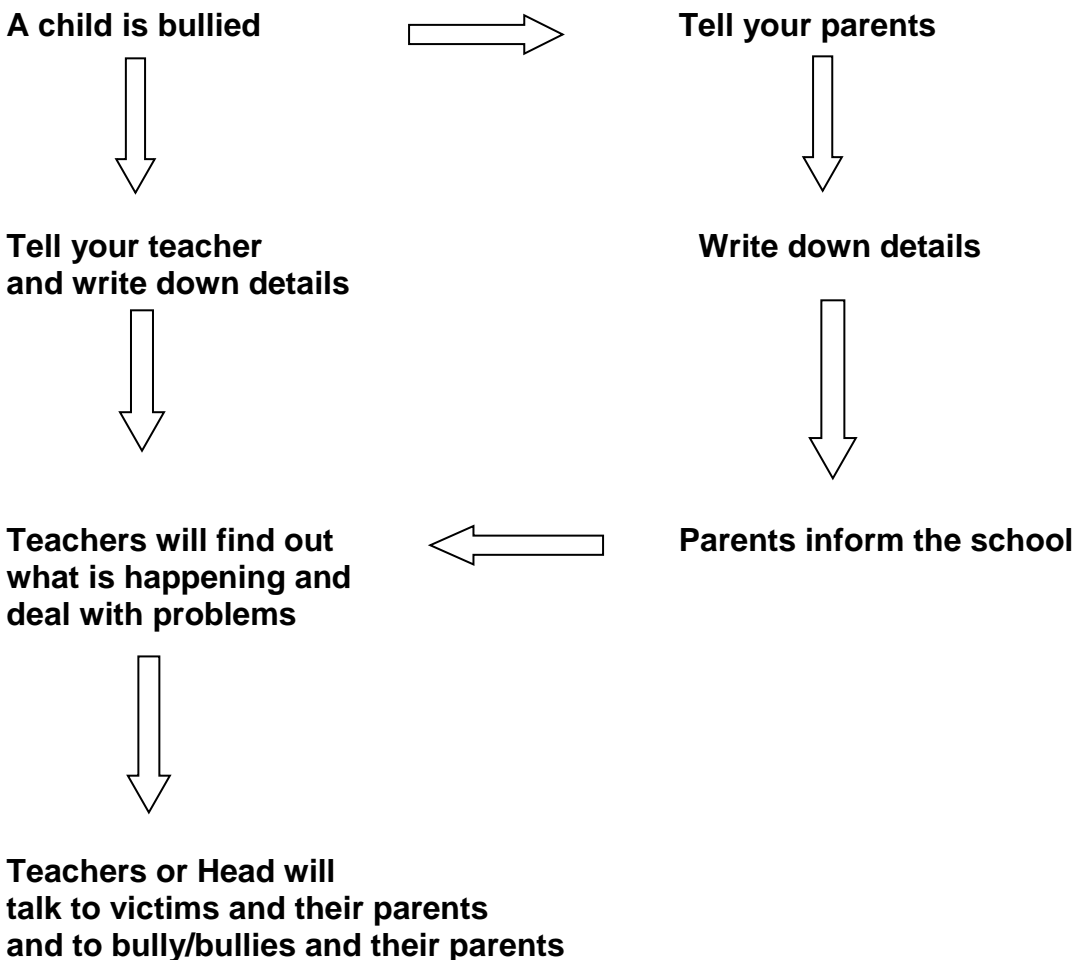 A child is bullied
Tell your parents
Tell your teacher
and write down details
Write down details
Teachers will find out
what is happening and
deal with problems
Parents inform the school
Teachers or Head will
talk to victims and their parents
and to bully/bullies and their parents